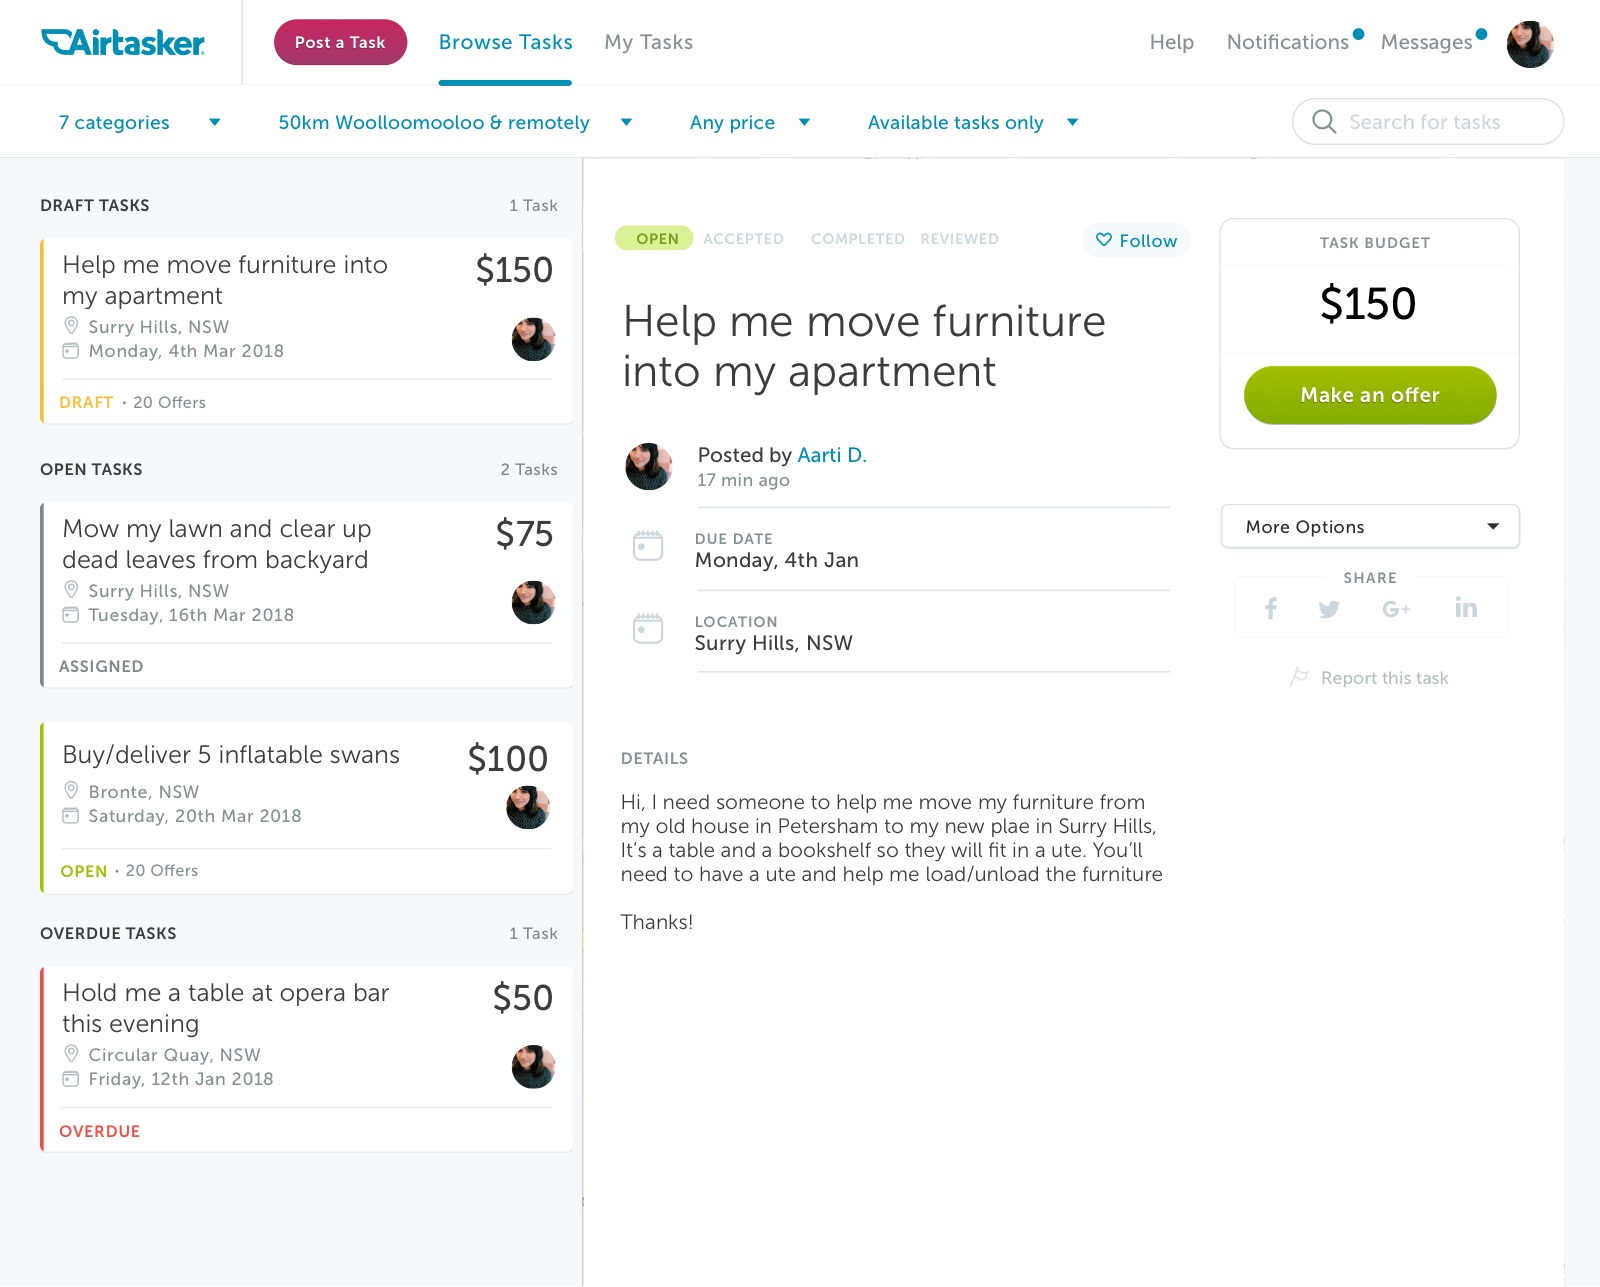 Airtasker
Post a Task
Browse Tasks
My Tasks
Help
Notifications
Messages
7 categories
50km Woolloomooloo & remotely
Any price
Available tasks only
Search for tasks
DRAFT TASKS
1 Task
Help me move furniture into
my apartment
$150
Surry Hills, NSW
Monday, 4th Mar 2018
DRAFT • 20 Offers
OPEN TASKS
2 Tasks
Mow my lawn and clear up
dead leaves from backyard
$75
Surry Hills, NSW
Tuesday, 16th Mar 2018
ASSIGNED
Buy/deliver 5 inflatable swans
$100
Bronte, NSW
Saturday, 20th Mar 2018
OPEN • 20 Offers
OVERDUE TASKS
1 Task
Hold me a table at opera bar
this evening
$50
Circular Quay, NSW
Friday, 12th Jan 2018
OVERDUE
OPEN
ACCEPTED
COMPLETED
REVIEWED
Follow
Help me move furniture
into my apartment
Posted by Aarti D.
17 min ago
DUE DATE
Monday, 4th Jan
LOCATION
Surry Hills, NSW
DETAILS
Hi, I need someone to help me move my furniture from
my old house in Petersham to my new plae in Surry Hills,
It's a table and a bookshelf so they will fit in a ute. You'll
need to have a ute and help me load/unload the furniture
Thanks!
TASK BUDGET
$150
Make an offer
More Options
SHARE
Report this task